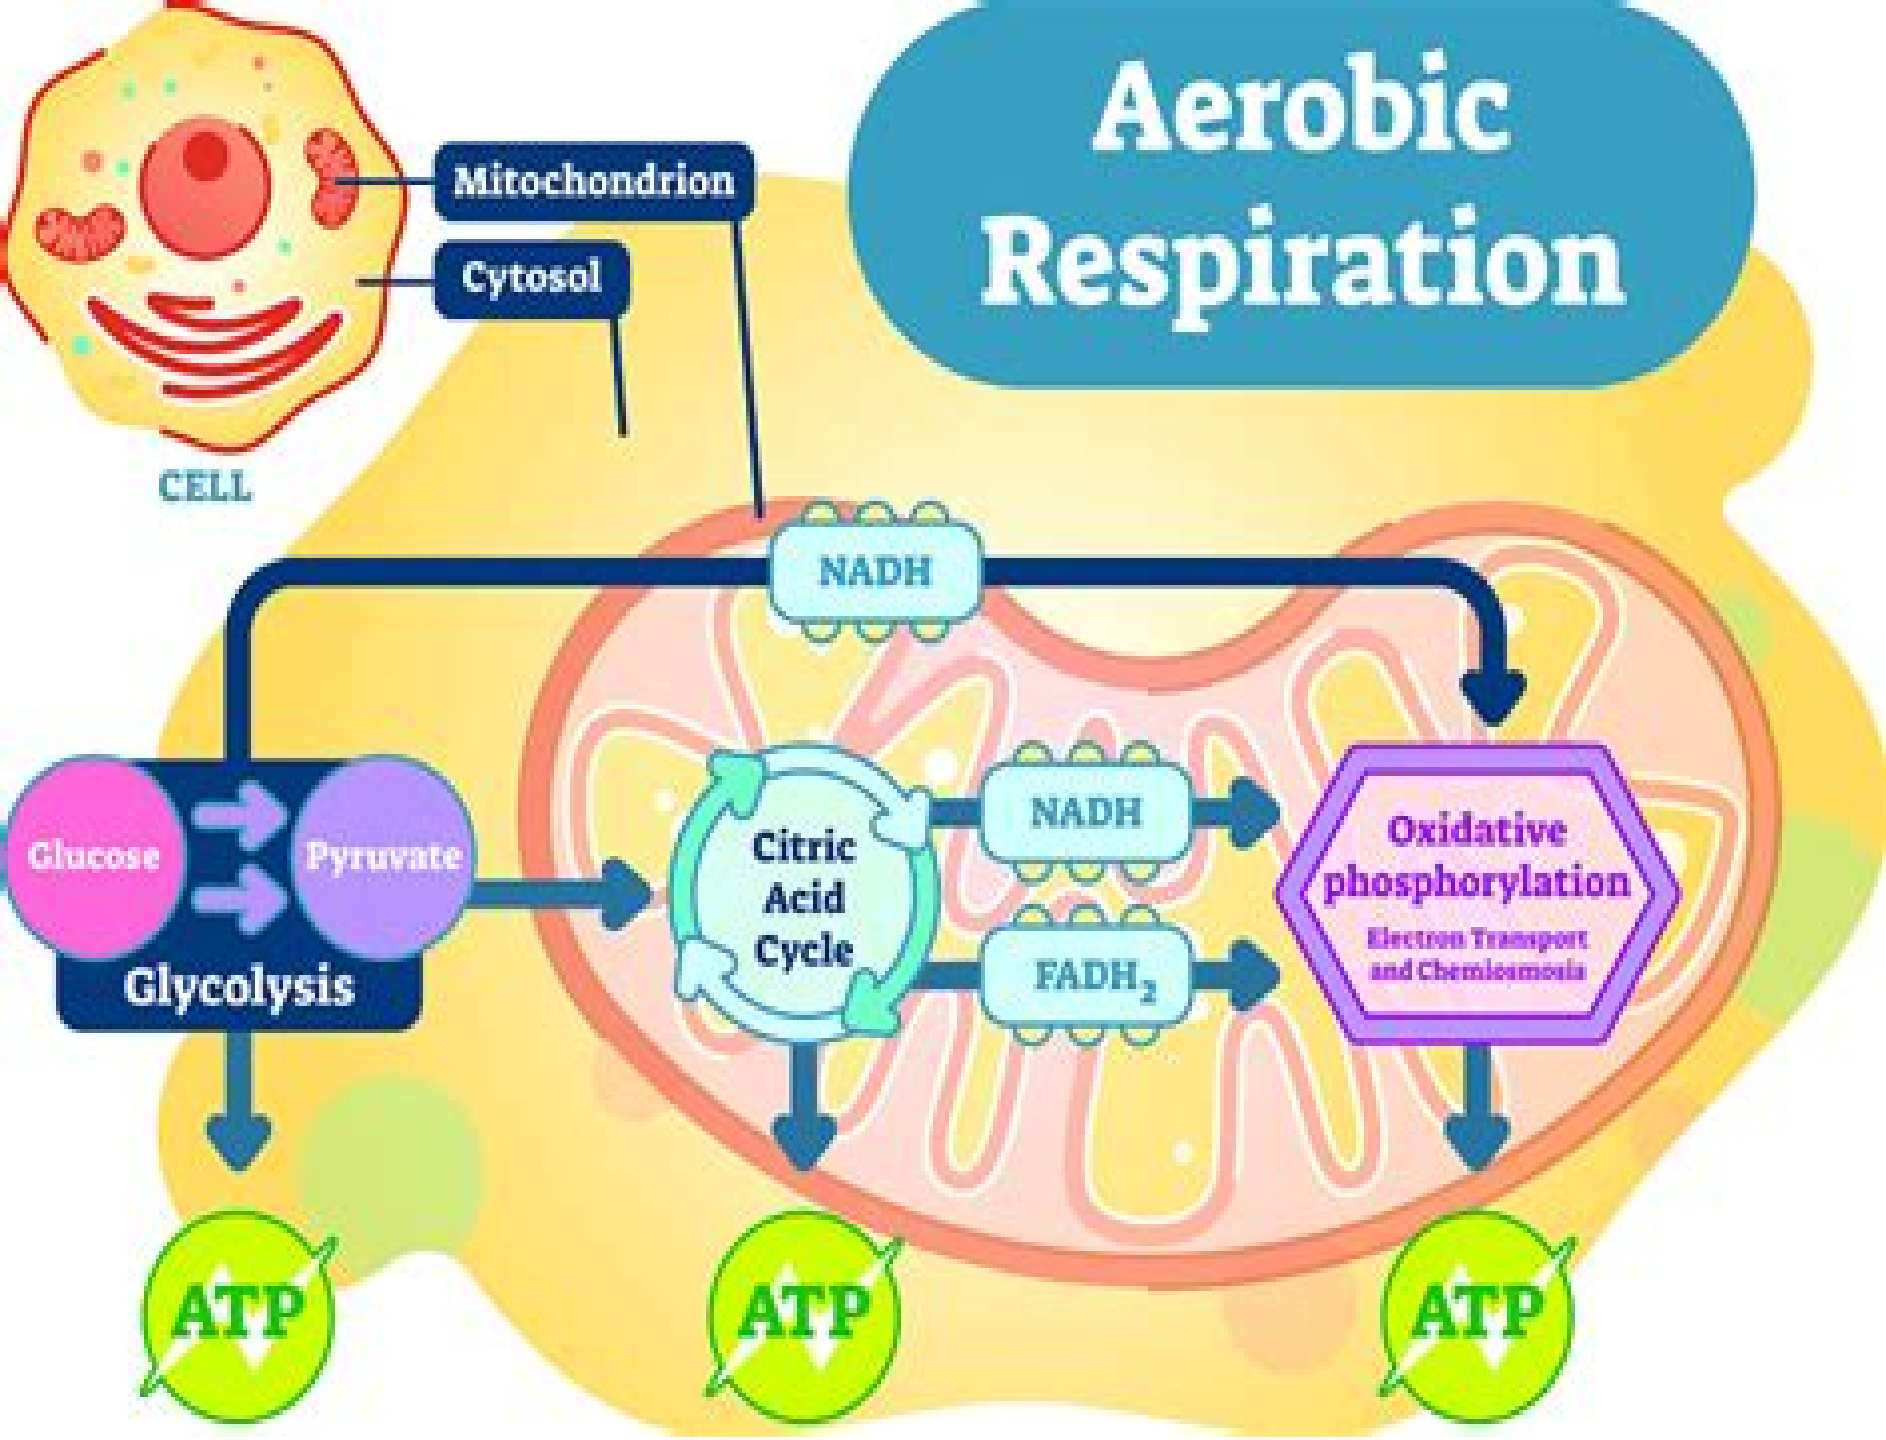 Aerobic
Respiration
Mitochondrion
Cytosol
CELL
NADH
Glucose
Pyruvate
Glycolysis
Citric
Acid
Cycle
NADH
FADH₂
Oxidative
phosphorylation
Electron Transport
and Chemiosmosis
ATP
ATP
ATP